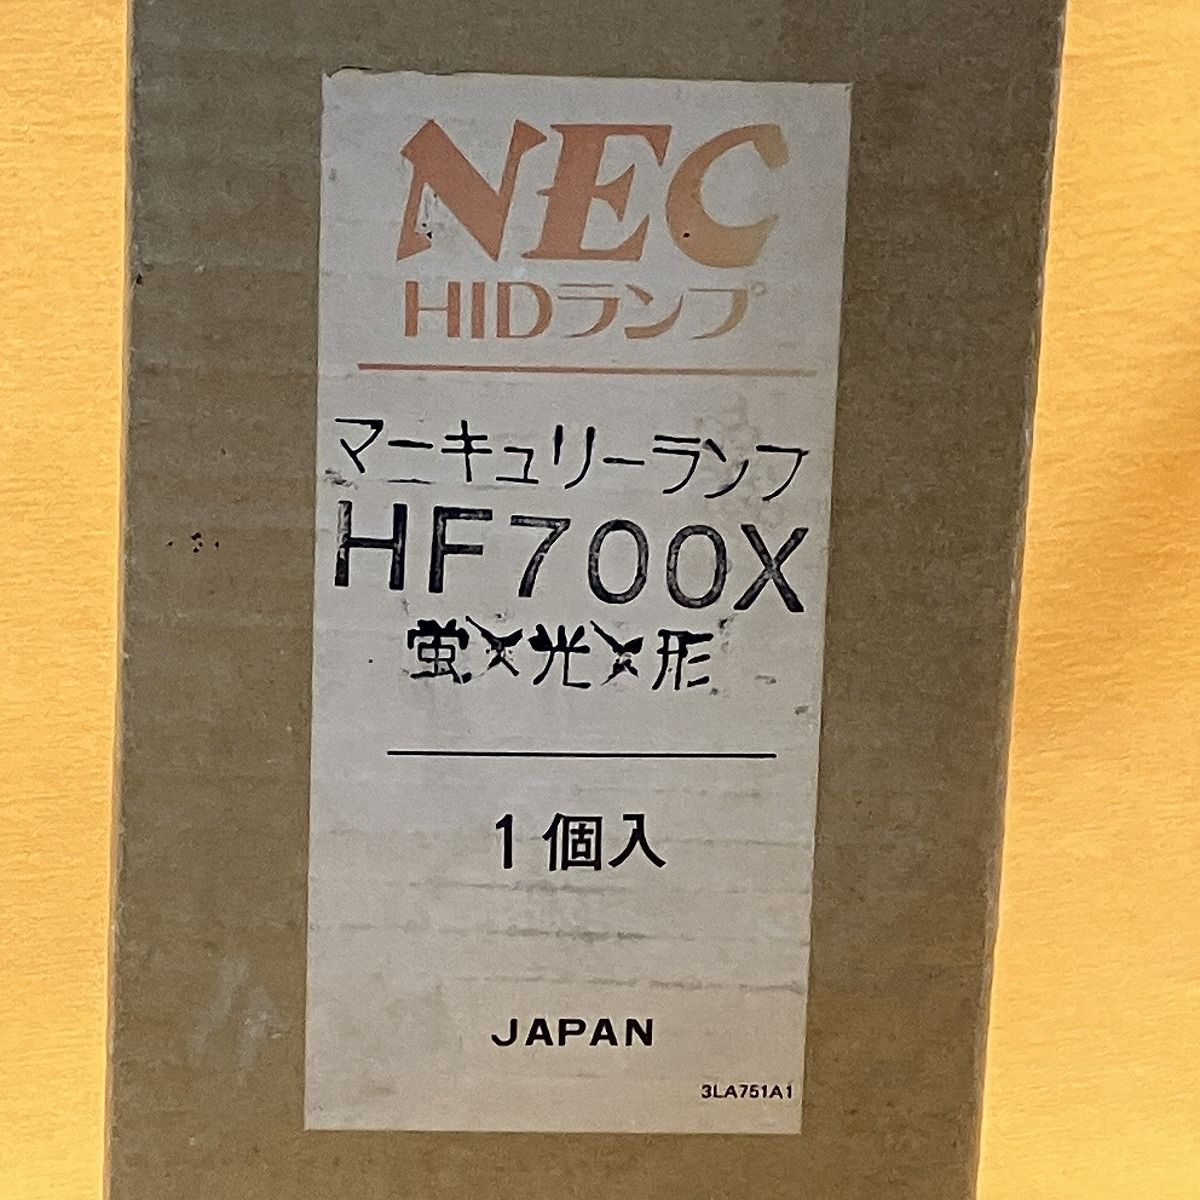 NEC
HIDランプ
マーキュリーランプ
HF700X
蛍×光×形
1個入
JAPAN
3LA751A1